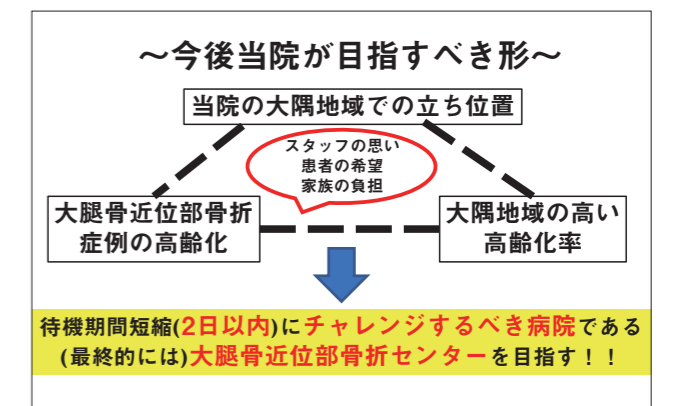 ～今後当院が目指すべき形～
当院の大隅地域での立ち位置
スタッフの思い
患者の希望
家族の負担
大腿骨近位部骨折
症例の高齢化
大隅地域の高い
高齢化率
待機期間短縮(2日以内)にチャレンジするべき病院である
(最終的には)大腿骨近位部骨折センターを目指す！！